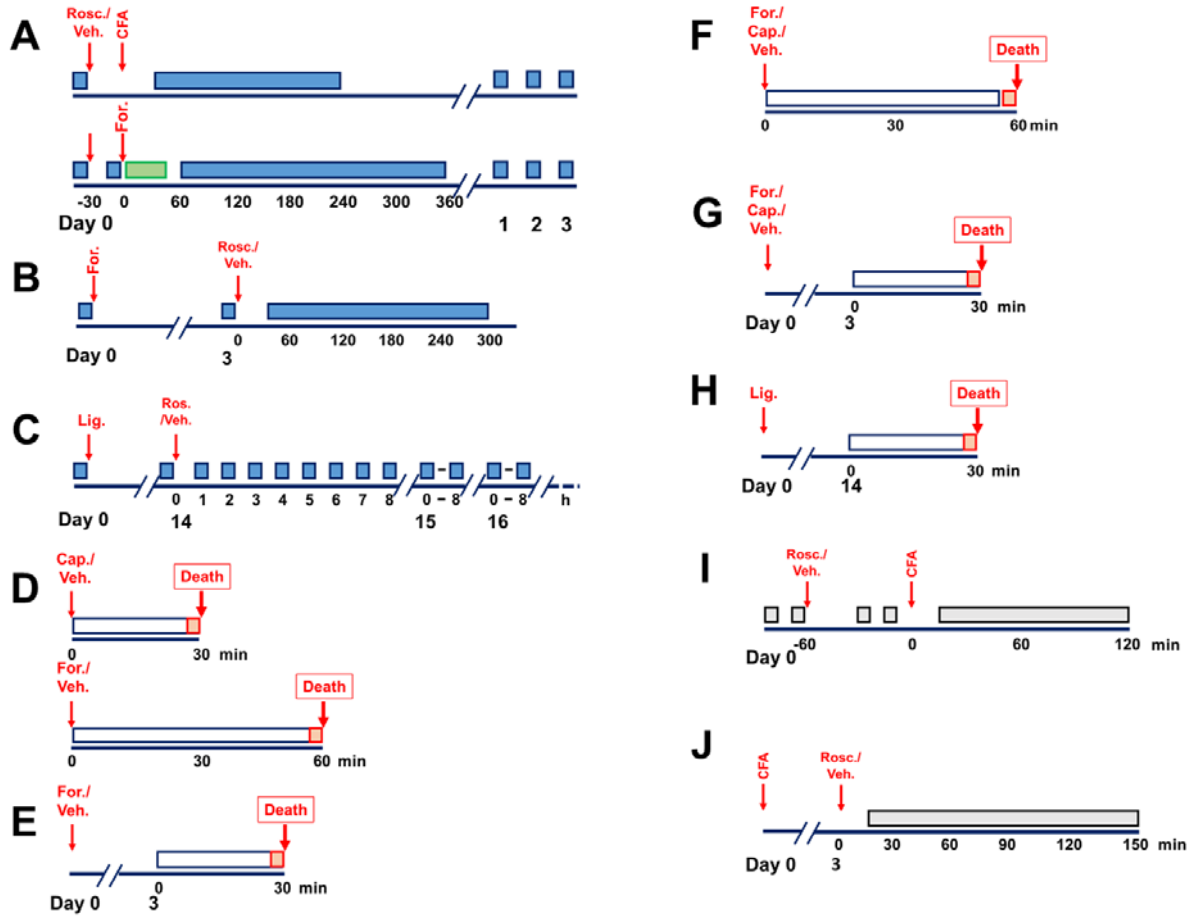 A
Rosc./
Veh.
CFA
For.
-30 0 60 120 180 240 300 360
Day 0 1 2 3
B
For.
Rosc./
Veh.
0 60 120 180 240 300
Day 0 3
C
Lig.
Ros.
/Veh.
0 1 2 3 4 5 6 7 8 0 – 8 0 – 8 h
Day 0 14 15 16
D
Cap./
Veh.
Death
0 30 min
For./
Veh.
Death
0 30 60 min
E
For./
Veh.
Death
0 30 min
Day 0 3
F
For./
Cap./
Veh.
Death
0 30 60 min
G
For./
Cap./
Veh.
Death
0 30 min
Day 0 3
H
Lig.
Death
0 30 min
Day 0 14
I
Rosc./
Veh.
CFA
-60 0 60 120 min
Day 0
J
CFA
Rosc./
Veh.
0 30 60 90 120 150 min
Day 0 3